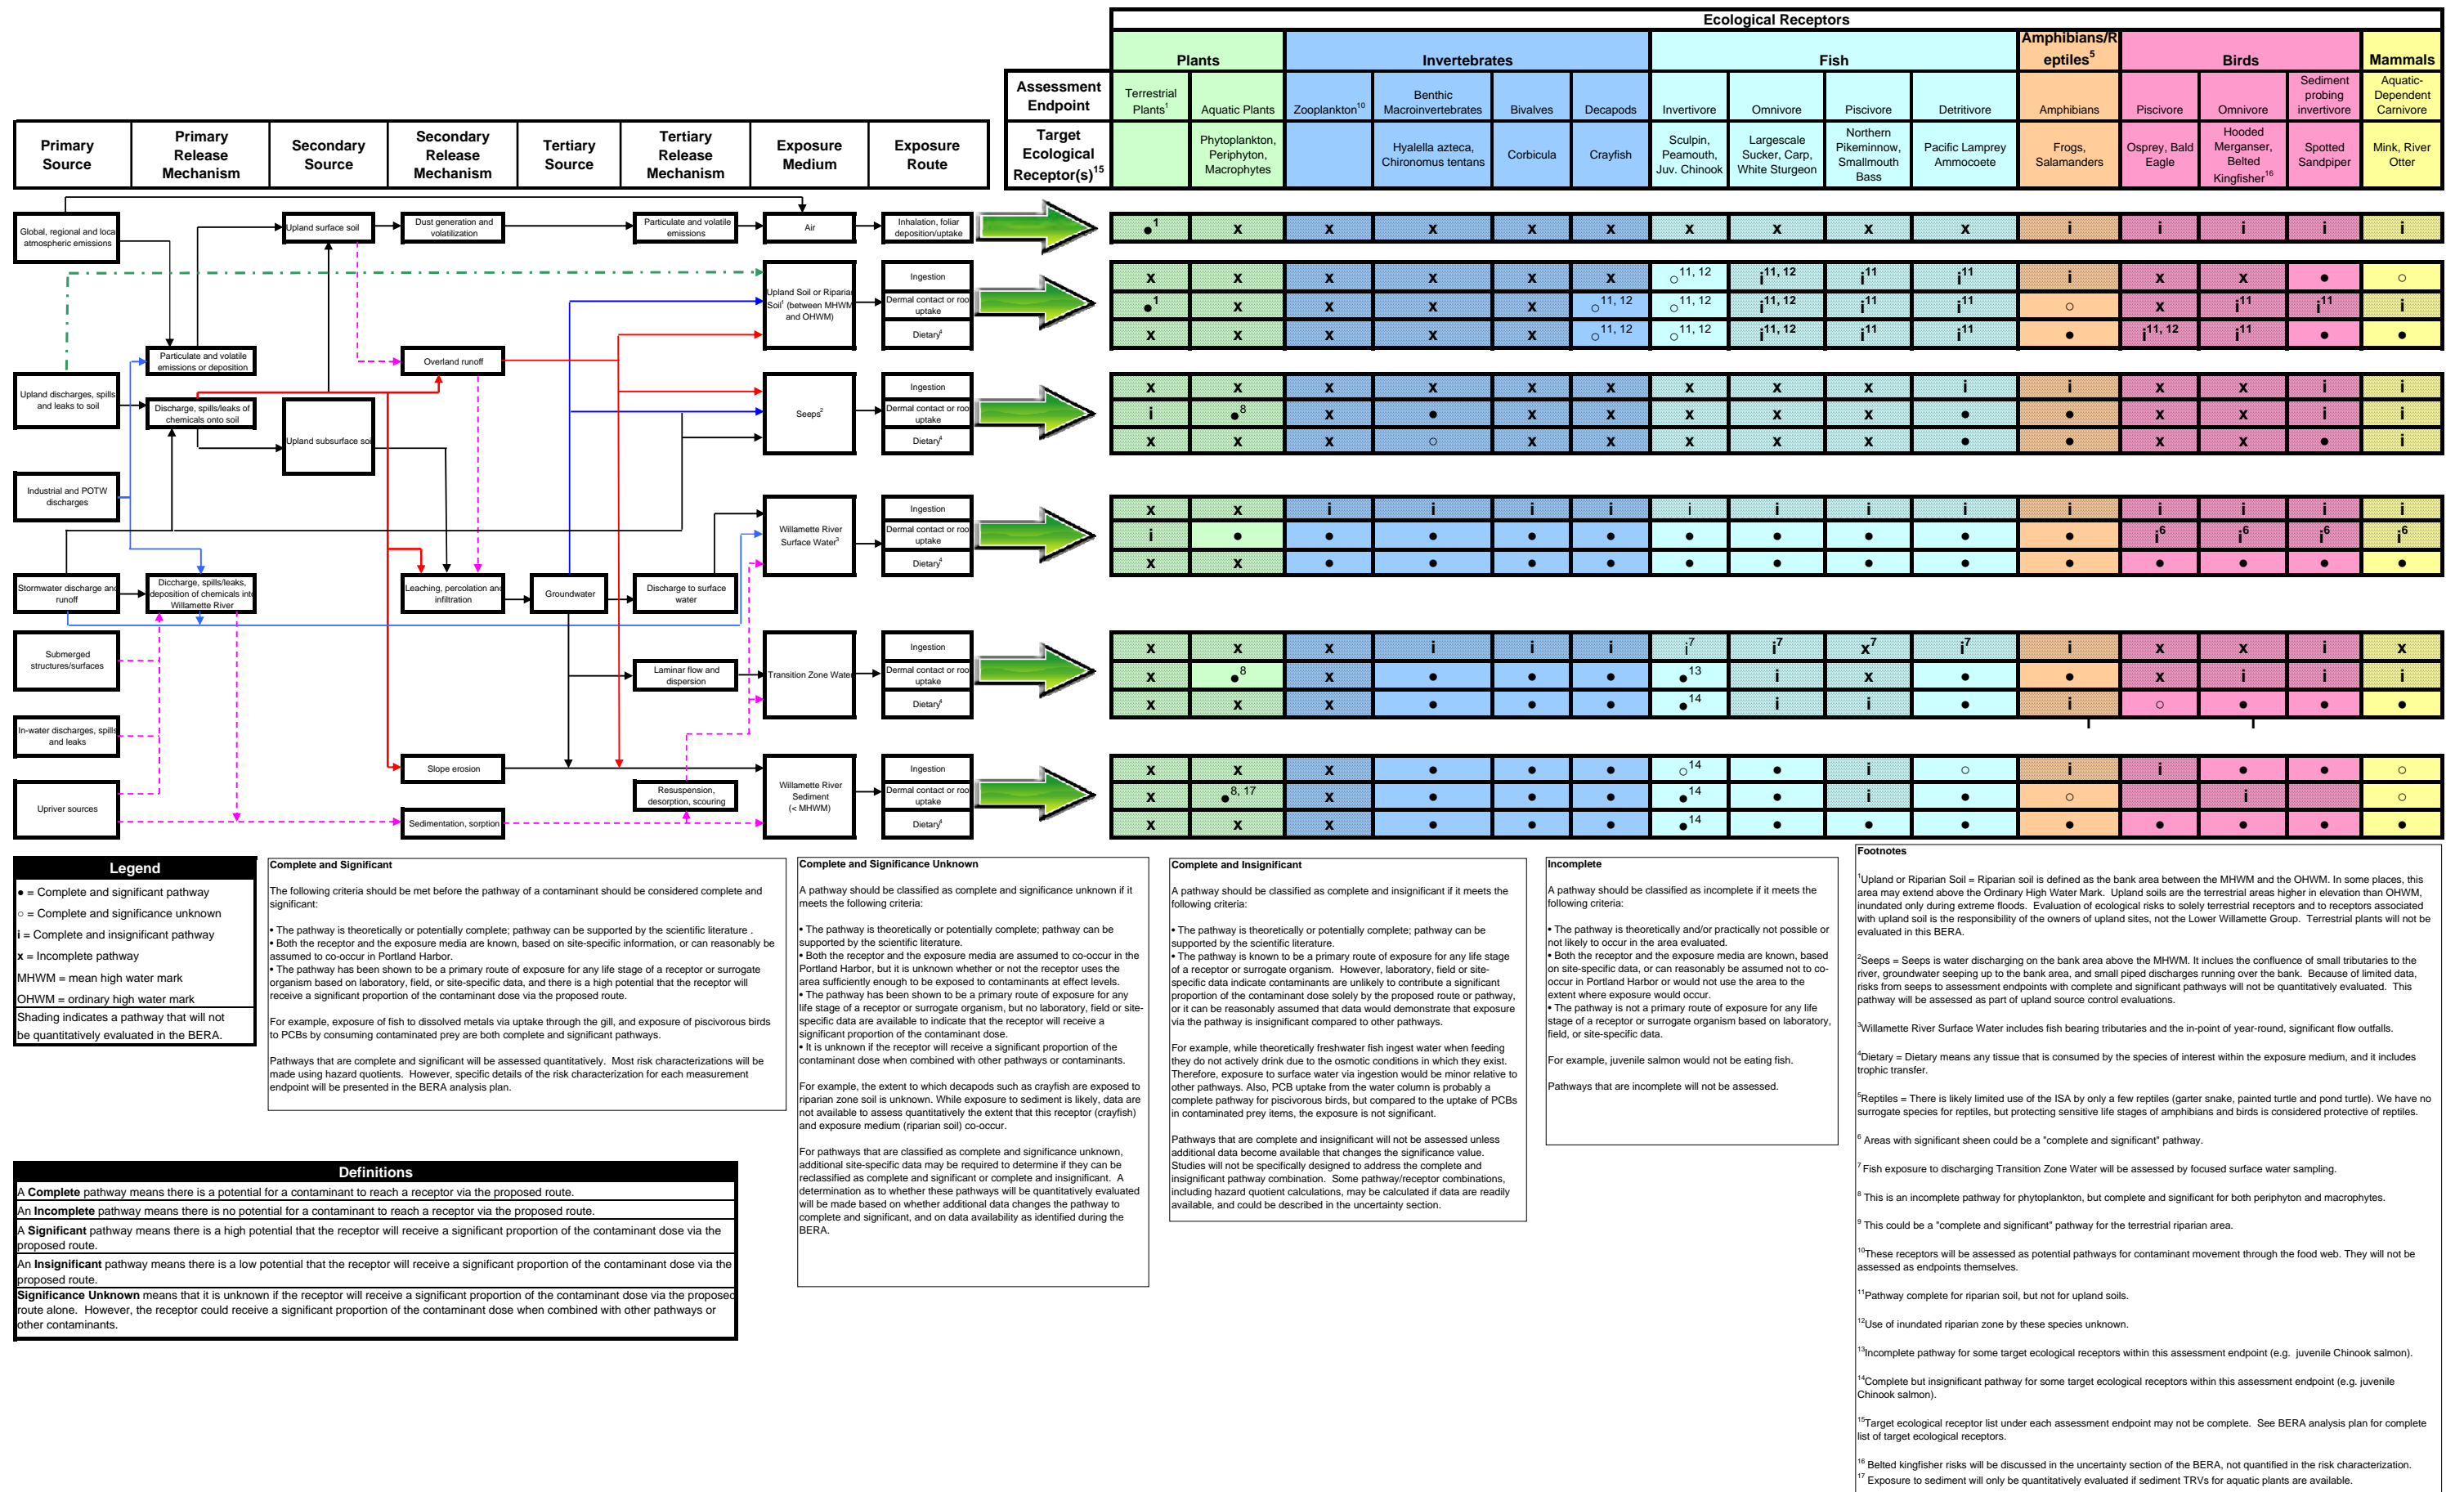 Ecological Receptors
Plants
Invertebrates
Fish
Amphibians/R
eptiles5
Birds
Mammals
Assessment
Endpoint
Terrestrial
Plants1
Aquatic Plants
Zooplankton10
Benthic
Macroinvertebrates
Bivalves
Decapods
Invertivore
Omnivore
Piscivore
Detritivore
Amphibians
Piscivore
Omnivore
Sediment
probing
invertivore
Aquatic-
Dependent
Carnivore
Primary
Source
Primary
Release
Mechanism
Secondary
Source
Secondary
Release
Mechanism
Tertiary
Source
Tertiary
Release
Mechanism
Exposure
Medium
Exposure
Route
Target
Ecological
Receptor(s)15
Phytoplankton,
Periphyton,
Macrophytes
Hyalella azteca,
Chironomus tentans
Corbicula
Crayfish
Sculpin,
Peamouth,
Juv. Chinook
Largescale
Sucker, Carp,
White Sturgeon
Northern
Pikeminnow,
Smallmouth
Bass
Pacific Lamprey
Ammocoete
Frogs,
Salamanders
Osprey, Bald
Eagle
Hooded
Merganser,
Belted
Kingfisher16
Spotted
Sandpiper
Mink, River
Otter
Global, regional and loca
atmospheric emissions
Upland surface soil
Dust generation and
volatilization
Particulate and volatile
emissions
Air
Inhalation, foliar
deposition/uptake
●1 x x x x x x x x x i i i i i
Upland Soil or Riparian
Soil1 (between MHWM
and OHWM)
Ingestion
x x x x x x ○11, 12 i11, 12 i11 i11 i x x ● ○
Dermal contact or roo
uptake
●1 x x x x ○11, 12 ○11, 12 i11, 12 i11 i11 ○ x i11 i11 i
Dietary4
x x x x x ○11, 12 ○11, 12 i11, 12 i11 i11 ● i11, 12 i11 ● ●
Particulate and volatile
emissions or deposition
Overland runoff
Upland discharges, spills
and leaks to soil
Discharge, spills/leaks of
chemicals onto soil
Upland subsurface soi
Seeps2
Ingestion
x x x x x x x x x i i x x i i
Dermal contact or roo
uptake
i ●8 x ● x x x x x ● ● x x i i
Dietary4
x x x ○ x x x x x ● ● x x ● i
Industrial and POTW
discharges
Willamette River
Surface Water3
Ingestion
x x i i i i i i i i i i i i i
Dermal contact or roo
uptake
i ● ● ● ● ● ● ● ● ● ● i6 i6 i6 i6
Dietary4
x x ● ● ● ● ● ● ● ● ● ● ● ● ●
Stormwater discharge and
runoff
Diccharge, spills/leaks,
deposition of chemicals into
Willamette River
Leaching, percolation and
infiltration
Groundwater
Discharge to surface
water
Submerged
structures/surfaces
Laminar flow and
dispersion
Transition Zone Water
Ingestion
x x x i i i i7 i7 x7 i7 i x x i x
Dermal contact or roo
uptake
x ●8 x ● ● ● ●13 i x ● ● x i i i
Dietary4
x x x ● ● ● ●14 i i ● i ○ ● ● ●
In-water discharges, spills
and leaks
Slope erosion
Upriver sources
Resuspension,
desorption, scouring
Sedimentation, sorption
Willamette River
Sediment
(< MHWM)
Ingestion
x x x ● ● ● ○14 ● i ○ i i ● ● ○
Dermal contact or roo
uptake
x ●8, 17 x ● ● ● ●14 ● i ● ○ i ○
Dietary4
x x x ● ● ● ●14 ● ● ● ● ● ● ● ●
Legend
● = Complete and significant pathway
○ = Complete and significance unknown
i = Complete and insignificant pathway
x = Incomplete pathway
MHWM = mean high water mark
OHWM = ordinary high water mark
Shading indicates a pathway that will not
be quantitatively evaluated in the BERA.
Complete and Significant
The following criteria should be met before the pathway of a contaminant should be considered complete and
significant:
• The pathway is theoretically or potentially complete; pathway can be supported by the scientific literature .
• Both the receptor and the exposure media are known, based on site-specific information, or can reasonably be
assumed to co-occur in Portland Harbor.
• The pathway has been shown to be a primary route of exposure for any life stage of a receptor or surrogate
organism based on laboratory, field, or site-specific data, and there is a high potential that the receptor will
receive a significant proportion of the contaminant dose via the proposed route.
For example, exposure of fish to dissolved metals via uptake through the gill, and exposure of piscivorous birds
to PCBs by consuming contaminated prey are both complete and significant pathways.
Pathways that are complete and significant will be assessed quantitatively. Most risk characterizations will be
made using hazard quotients. However, specific details of the risk characterization for each measurement
endpoint will be presented in the BERA analysis plan.
Complete and Significance Unknown
A pathway should be classified as complete and significance unknown if it
meets the following criteria:
• The pathway is theoretically or potentially complete; pathway can be
supported by the scientific literature.
• Both the receptor and the exposure media are assumed to co-occur in the
Portland Harbor, but it is unknown whether or not the receptor uses the
area sufficiently enough to be exposed to contaminants at effect levels.
• The pathway has been shown to be a primary route of exposure for any
life stage of a receptor or surrogate organism, but no laboratory, field or site-
specific data are available to indicate that the receptor will receive a
significant proportion of the contaminant dose.
• It is unknown if the receptor will receive a significant proportion of the
contaminant dose when combined with other pathways or contaminants.
For example, the extent to which decapods such as crayfish are exposed to
riparian zone soil is unknown. While exposure to sediment is likely, data are
not available to assess quantitatively the extent that this receptor (crayfish)
and exposure medium (riparian soil) co-occur.
For pathways that are classified as complete and significance unknown,
additional site-specific data may be required to determine if they can be
reclassified as complete and significant or complete and insignificant. A
determination as to whether these pathways will be quantitatively evaluated
will be made based on whether additional data changes the pathway to
complete and significant, and on data availability as identified during the
BERA.
Complete and Insignificant
A pathway should be classified as complete and insignificant if it meets the
following criteria:
• The pathway is theoretically or potentially complete; pathway can be
supported by the scientific literature.
• The pathway is known to be a primary route of exposure for any life stage
of a receptor or surrogate organism. However, laboratory, field or site-
specific data indicate contaminants are unlikely to contribute a significant
proportion of the contaminant dose solely by the proposed route or pathway,
or it can be reasonably assumed that data would demonstrate that exposure
via the pathway is insignificant compared to other pathways.
For example, while theoretically freshwater fish ingest water when feeding
they do not actively drink due to the osmotic conditions in which they exist.
Therefore, exposure to surface water via ingestion would be minor relative to
other pathways. Also, PCB uptake from the water column is probably a
complete pathway for piscivorous birds, but compared to the uptake of PCBs
in contaminated prey items, the exposure is not significant.
Pathways that are complete and insignificant will not be assessed unless
additional data become available that changes the significance value.
Studies will not be specifically designed to address the complete and
insignificant pathway combination. Some pathway/receptor combinations,
including hazard quotient calculations, may be calculated if data are readily
available, and could be described in the uncertainty section.
Incomplete
A pathway should be classified as incomplete if it meets the
following criteria:
• The pathway is theoretically and/or practically not possible or
not likely to occur in the area evaluated.
• Both the receptor and the exposure media are known, based
on site-specific data, or can reasonably be assumed not to co-
occur in Portland Harbor or would not use the area to the
extent where exposure would occur.
• The pathway is not a primary route of exposure for any life
stage of a receptor or surrogate organism based on laboratory,
field, or site-specific data.
For example, juvenile salmon would not be eating fish.
Pathways that are incomplete will not be assessed.
Definitions
A Complete pathway means there is a potential for a contaminant to reach a receptor via the proposed route.
An Incomplete pathway means there is no potential for a contaminant to reach a receptor via the proposed route.
A Significant pathway means there is a high potential that the receptor will receive a significant proportion of the contaminant dose via the
proposed route.
An Insignificant pathway means there is a low potential that the receptor will receive a significant proportion of the contaminant dose via the
proposed route.
Significance Unknown means that it is unknown if the receptor will receive a significant proportion of the contaminant dose via the proposed
route alone. However, the receptor could receive a significant proportion of the contaminant dose when combined with other pathways or
other contaminants.
Footnotes
1Upland or Riparian Soil = Riparian soil is defined as the bank area between the MHWM and the OHWM. In some places, this
area may extend above the Ordinary High Water Mark. Upland soils are the terrestrial areas higher in elevation than OHWM,
inundated only during extreme floods. Evaluation of ecological risks to solely terrestrial receptors and to receptors associated
with upland soil is the responsibility of the owners of upland sites, not the Lower Willamette Group. Terrestrial plants will not be
evaluated in this BERA.
2Seeps = Seeps is water discharging on the bank area above the MHWM. It inclues the confluence of small tributaries to the
river, groundwater seeping up to the bank area, and small piped discharges running over the bank. Because of limited data,
risks from seeps to assessment endpoints with complete and significant pathways will not be quantitatively evaluated. This
pathway will be assessed as part of upland source control evaluations.
3Willamette River Surface Water includes fish bearing tributaries and the in-point of year-round, significant flow outfalls.
4Dietary = Dietary means any tissue that is consumed by the species of interest within the exposure medium, and it includes
trophic transfer.
5Reptiles = There is likely limited use of the ISA by only a few reptiles (garter snake, painted turtle and pond turtle). We have no
surrogate species for reptiles, but protecting sensitive life stages of amphibians and birds is considered protective of reptiles.
6 Areas with significant sheen could be a "complete and significant" pathway.
7 Fish exposure to discharging Transition Zone Water will be assessed by focused surface water sampling.
8 This is an incomplete pathway for phytoplankton, but complete and significant for both periphyton and macrophytes.
9 This could be a "complete and significant" pathway for the terrestrial riparian area.
10These receptors will be assessed as potential pathways for contaminant movement through the food web. They will not be
assessed as endpoints themselves.
11Pathway complete for riparian soil, but not for upland soils.
12Use of inundated riparian zone by these species unknown.
13Incomplete pathway for some target ecological receptors within this assessment endpoint (e.g. juvenile Chinook salmon).
14Complete but insignificant pathway for some target ecological receptors within this assessment endpoint (e.g. juvenile
Chinook salmon).
15Target ecological receptor list under each assessment endpoint may not be complete. See BERA analysis plan for complete
list of target ecological receptors.
16 Belted kingfisher risks will be discussed in the uncertainty section of the BERA, not quantified in the risk characterization.
17 Exposure to sediment will only be quantitatively evaluated if sediment TRVs for aquatic plants are available.